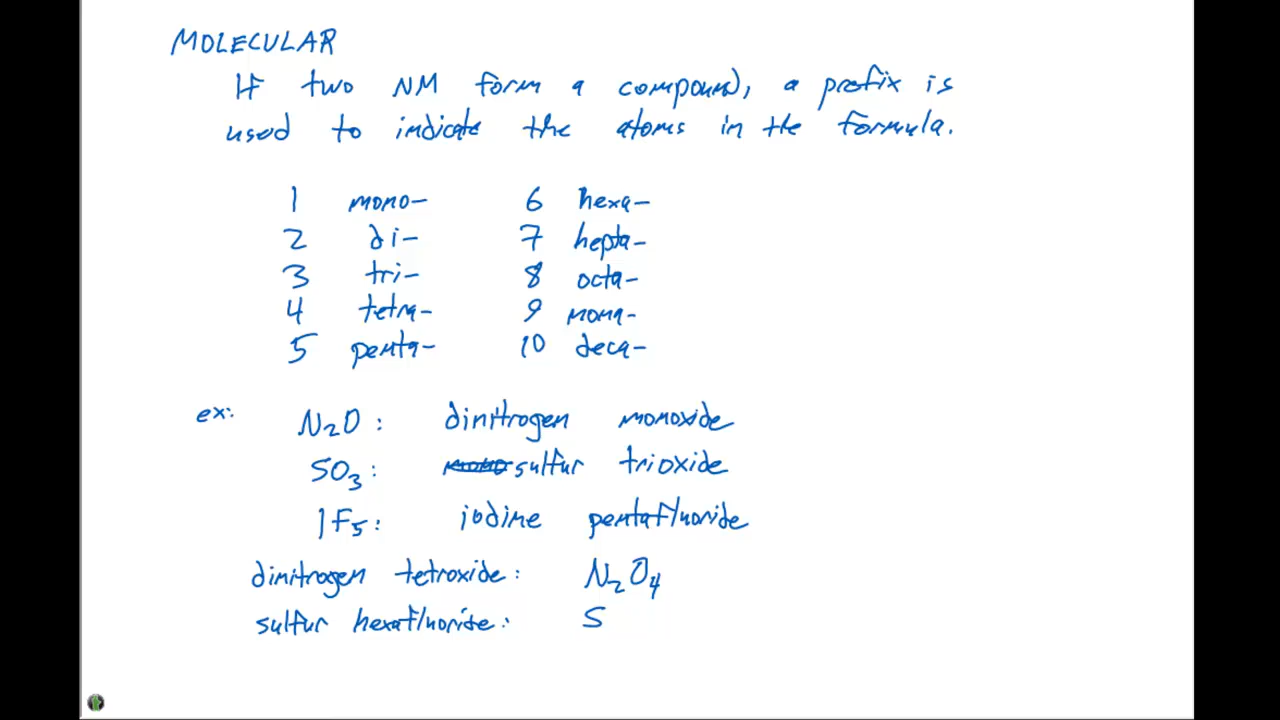 MOLECULAR
If two NM form a compound, a prefix is
used to indicate the atoms in the formula.
1 mono- 6 hexa-
2 di- 7 hepta-
3 tri- 8 octa-
4 tetra- 9 nona-
5 penta- 10 deca-
ex: N₂O : dinitrogen monoxide
SO₃ : mono sulfur trioxide
IF₅ : iodine pentafluoride
dinitrogen tetroxide : N₂O₄
sulfur hexafluoride : S